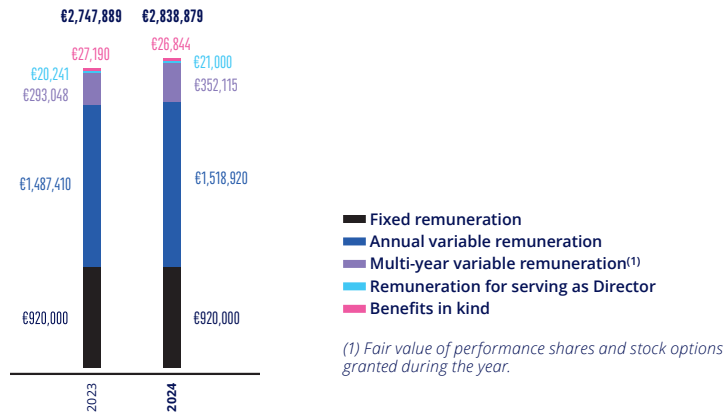 €2,747,889
€2,838,879
€27,190
€26,844
€20,241
€21,000
€293,048
€352,115
€1,487,410
€1,518,920
€920,000
€920,000
2023
2024
Fixed remuneration
Annual variable remuneration
Multi-year variable remuneration(1)
Remuneration for serving as Director
Benefits in kind
(1) Fair value of performance shares and stock options
granted during the year.